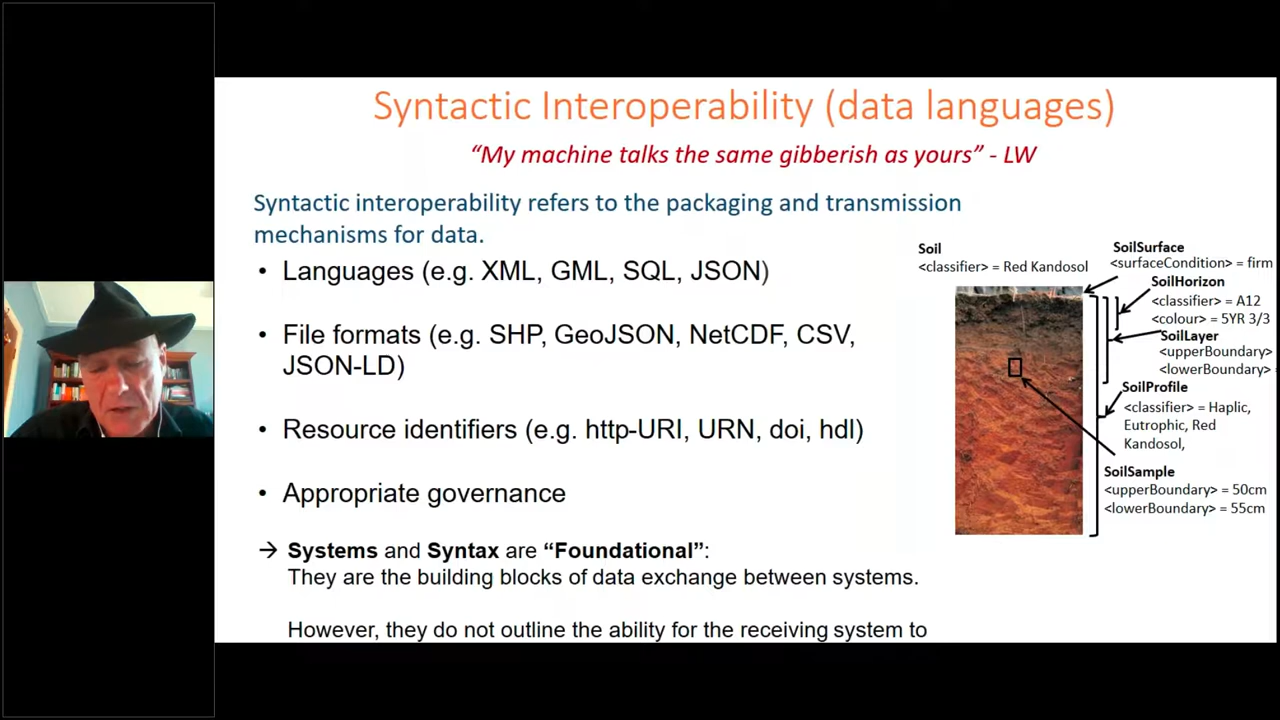 Syntactic Interoperability (data languages)
“My machine talks the same gibberish as yours” - LW
Syntactic interoperability refers to the packaging and transmission
mechanisms for data.
• Languages (e.g. XML, GML, SQL, JSON)
• File formats (e.g. SHP, GeoJSON, NetCDF, CSV,
JSON-LD)
• Resource identifiers (e.g. http-URI, URN, doi, hdl)
• Appropriate governance
→ Systems and Syntax are “Foundational”:
They are the building blocks of data exchange between systems.
However, they do not outline the ability for the receiving system to
Soil
<classifier> = Red Kandosol
SoilSurface
<surfaceCondition> = firm
SoilHorizon
<classifier> = A12
<colour> = 5YR 3/3
SoilLayer
<upperBoundary>
<lowerBoundary>
SoilProfile
<classifier> = Haplic,
Eutrophic, Red
Kandosol,
SoilSample
<upperBoundary> = 50cm
<lowerBoundary> = 55cm